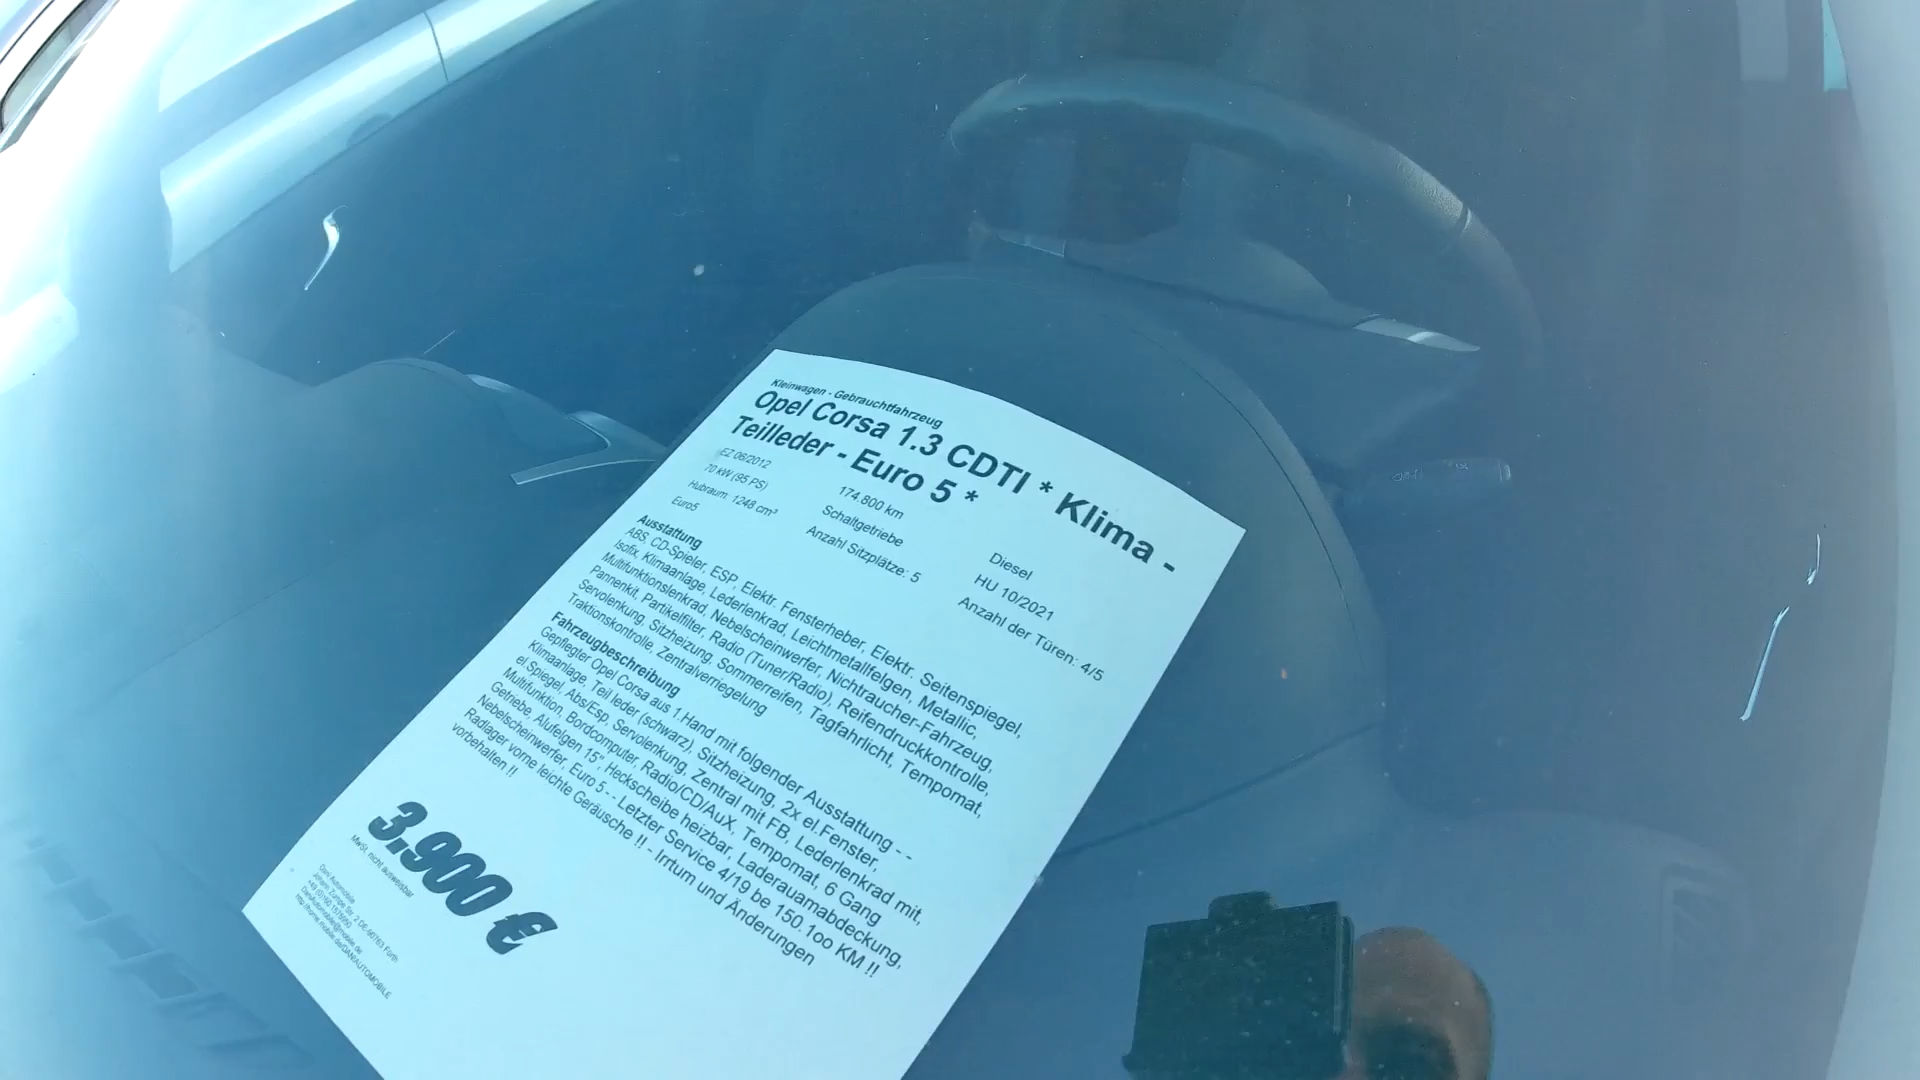 Kleinwagen - Gebrauchtfahrzeug
Opel Corsa 1.3 CDTI * Klima -
Teilleder - Euro 5 *
EZ 06/2012
70 kW (95 PS)
Hubraum: 1248 cm³
Euro5
174.800 km
Schaltgetriebe
Anzahl Sitzplätze: 5
Diesel
HU 10/2021
Anzahl der Türen: 4/5
Ausstattung
ABS, CD-Spieler, ESP, Elektr. Fensterheber, Elektr. Seitenspiegel,
Isofix, Klimaanlage, Lederlenkrad, Leichtmetallfelgen, Metallic,
Multifunktionslenkrad, Nebelscheinwerfer, Nichtraucher-Fahrzeug,
Pannenkit, Partikelfilter, Radio (Tuner/Radio), Reifendruckkontrolle,
Servolenkung, Sitzheizung, Sommerreifen, Tagfahrlicht, Tempomat,
Traktionskontrolle, Zentralverriegelung
Fahrzeugbeschreibung
Gepflegter Opel Corsa aus 1.Hand mit folgender Ausstattung - -
Klimaanlage, Teil leder (schwarz), Sitzheizung, 2x el.Fenster,
el.Spiegel, Abs/Esp, Servolenkung, Zentral mit FB, Lederlenkrad mit,
Multifunktion, Bordcomputer, Radio/CD/AuX, Tempomat, 6 Gang
Getriebe, Alufelgen 15", Heckscheibe heizbar, Laderauamabdeckung,
Nebelscheinwerfer, Euro 5 - - Letzter Service 4/19 be 150.1oo KM !!
Radlager vorne leichte Geräusche !! - Irrtum und Änderungen
vorbehalten !!
3.900 €
MwSt. nicht ausweisbar
Dani Automobile
DE-90763 Fürth